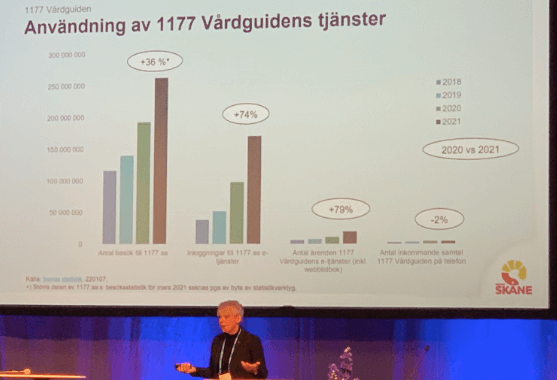 1177 Vårdguiden
Användning av 1177 Vårdguidens tjänster
300 000 000
250 000 000
200 000 000
150 000 000
100 000 000
50 000 000
0
+36 %*
+74%
+79%
-2%
2018
2019
2020
2021
2020 vs 2021
Antal besök till 1177.se
Inloggningar till 1177.se e-
tjänster
Antal ärenden 1177
Vårdguidens e-tjänster (inkl.
webbtidbok)
Antal inkommande samtal
1177 Vårdguiden på telefon
Källa: statistik, 220107.
*) Större delen av 1177.se:s besöksstatistik för mars 2021 saknas pga av byte av statistikverktyg.
SKÅNE